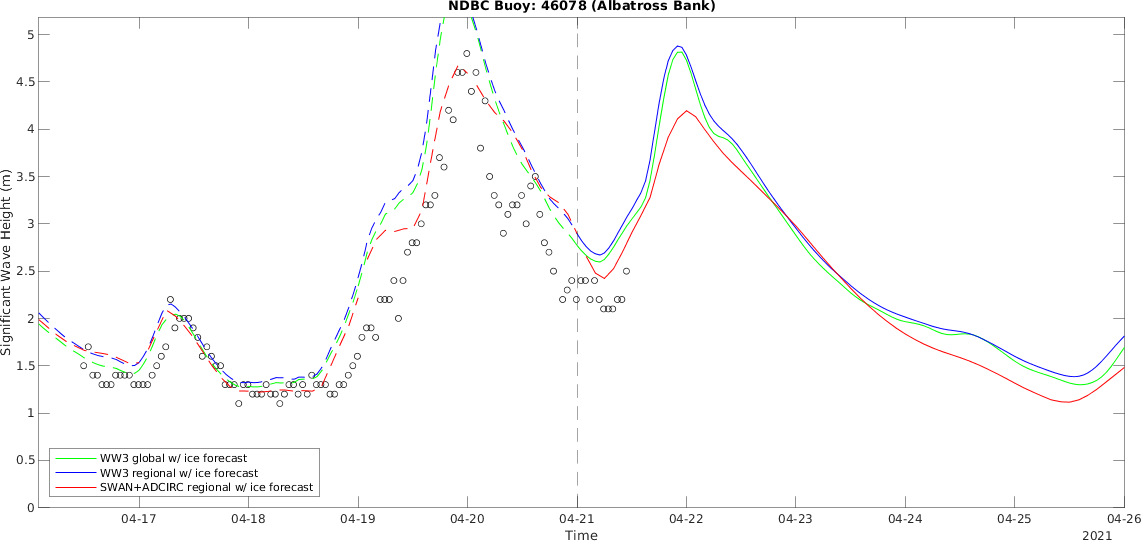 NDBC Buoy: 46078 (Albatross Bank)
5
4.5
4
3.5
3
2.5
2
1.5
1
0.5
0
Significant Wave Height (m)
WW3 global w/ ice forecast
WW3 regional w/ ice forecast
SWAN+ADCIRC regional w/ ice forecast
04-17 04-18 04-19 04-20 04-21 04-22 04-23 04-24 04-25 04-26
Time 2021